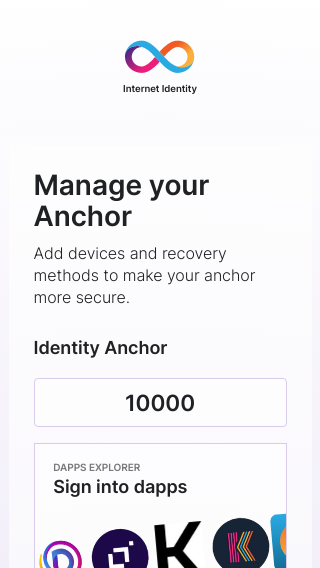 Internet Identity
Manage your
Anchor
Add devices and recovery
methods to make your anchor
more secure.
Identity Anchor
10000
DAPPS EXPLORER
Sign into dapps